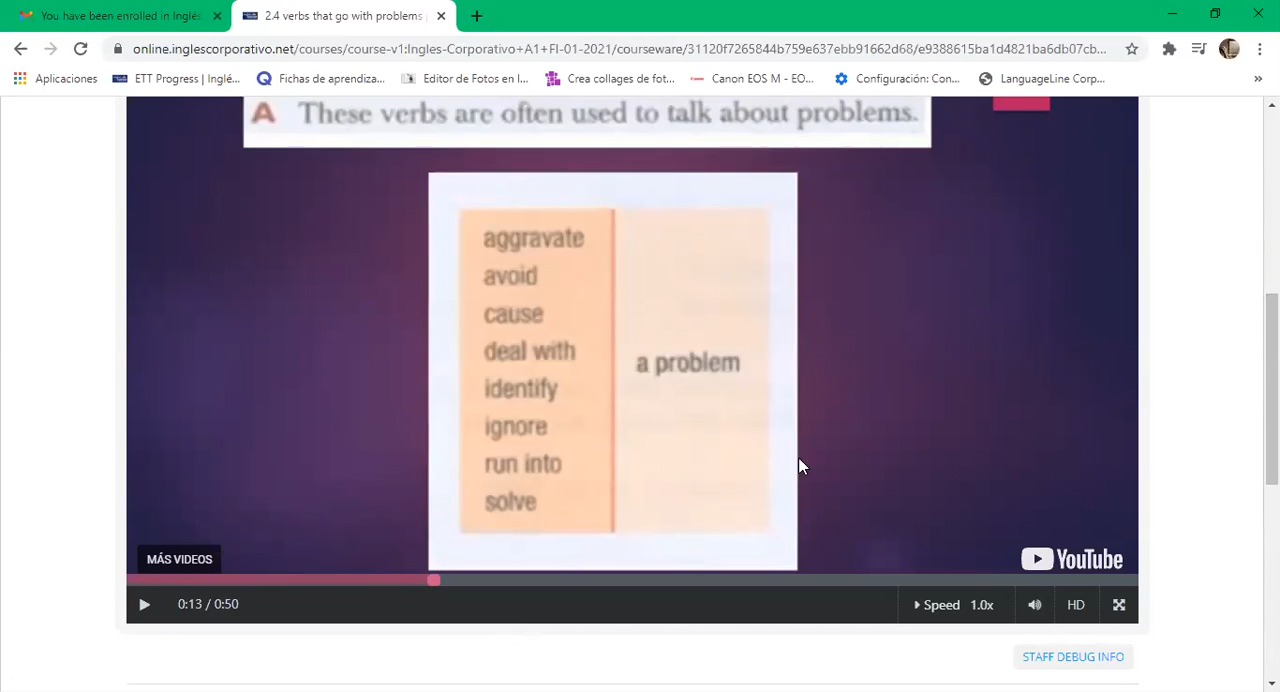 You have been enrolled in Inglés
2.4 verbs that go with problems
online.inglescorporativo.net/courses/course-v1:Ingles-Corporativo+A1+FI-01-2021/courseware/31120f7265844b759e637ebb91662d68/e9388615ba1d4821ba6db07cb...
Aplicaciones
ETT Progress | Inglé...
Fichas de aprendiza...
Editor de Fotos en l...
Crea collages de fot...
Canon EOS M - EO...
Configuración: Con...
LanguageLine Corp...
»
A These verbs are often used to talk about problems.
aggravate
avoid
cause
deal with
a problem
identify
ignore
run into
solve
MÁS VIDEOS
YouTube
0:13 / 0:50
Speed 1.0x
HD
STAFF DEBUG INFO